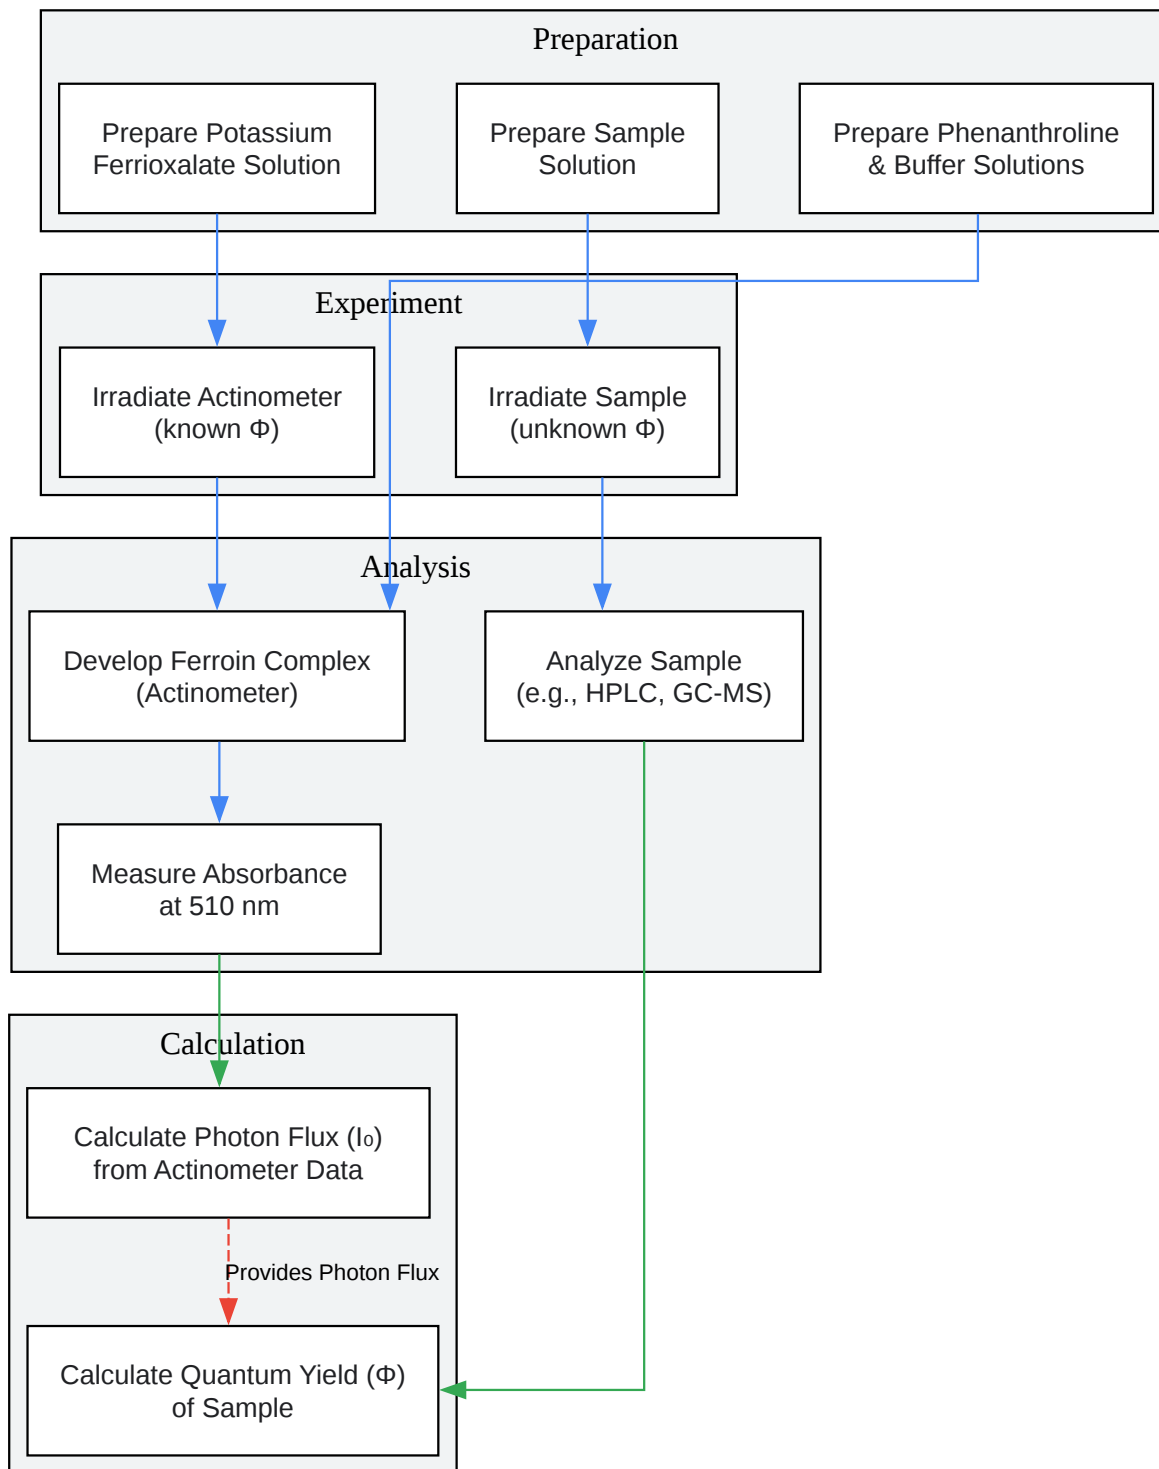 Preparation
Prepare Potassium
Ferrioxalate Solution
Prepare Sample
Solution
Prepare Phenanthroline
& Buffer Solutions
Experiment
Irradiate Actinometer
(known Φ)
Irradiate Sample
(unknown Φ)
Analysis
Develop Ferroin Complex
(Actinometer)
Analyze Sample
(e.g., HPLC, GC-MS)
Measure Absorbance
at 510 nm
Calculation
Calculate Photon Flux (I₀)
from Actinometer Data
Provides Photon Flux
Calculate Quantum Yield (Φ)
of Sample